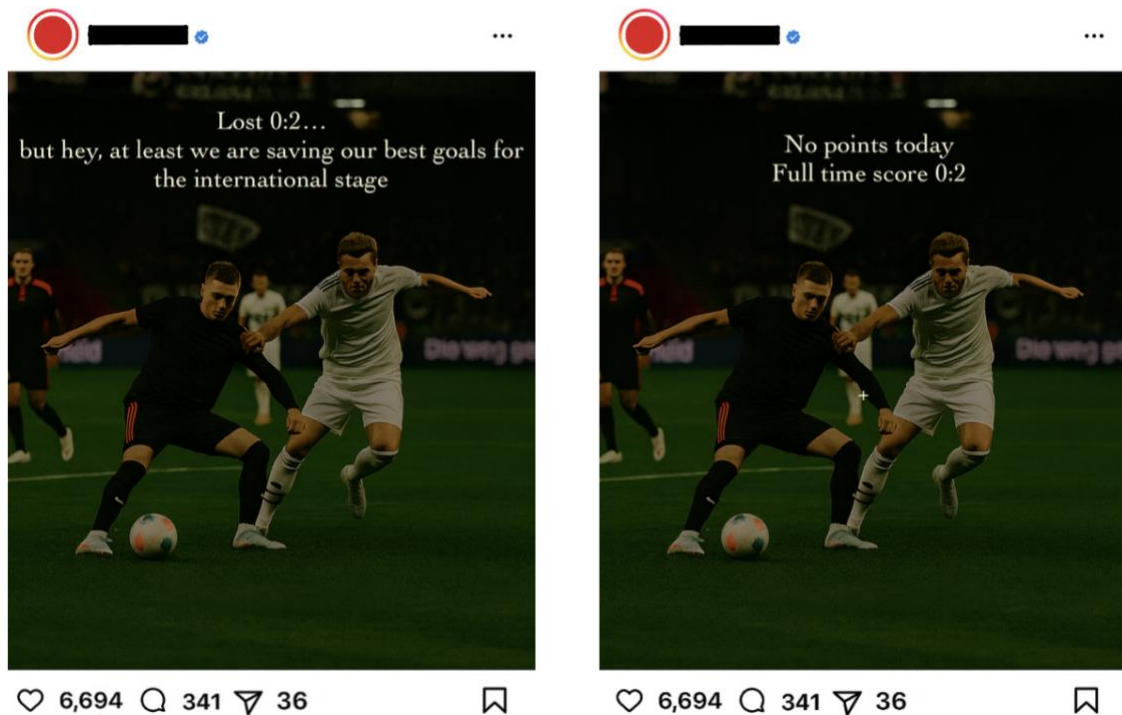 Lost 0:2...
but hey, at least we are saving our best goals for
the international stage
6,694 341 36
No points today
Full time score 0:2
6,694 341 36